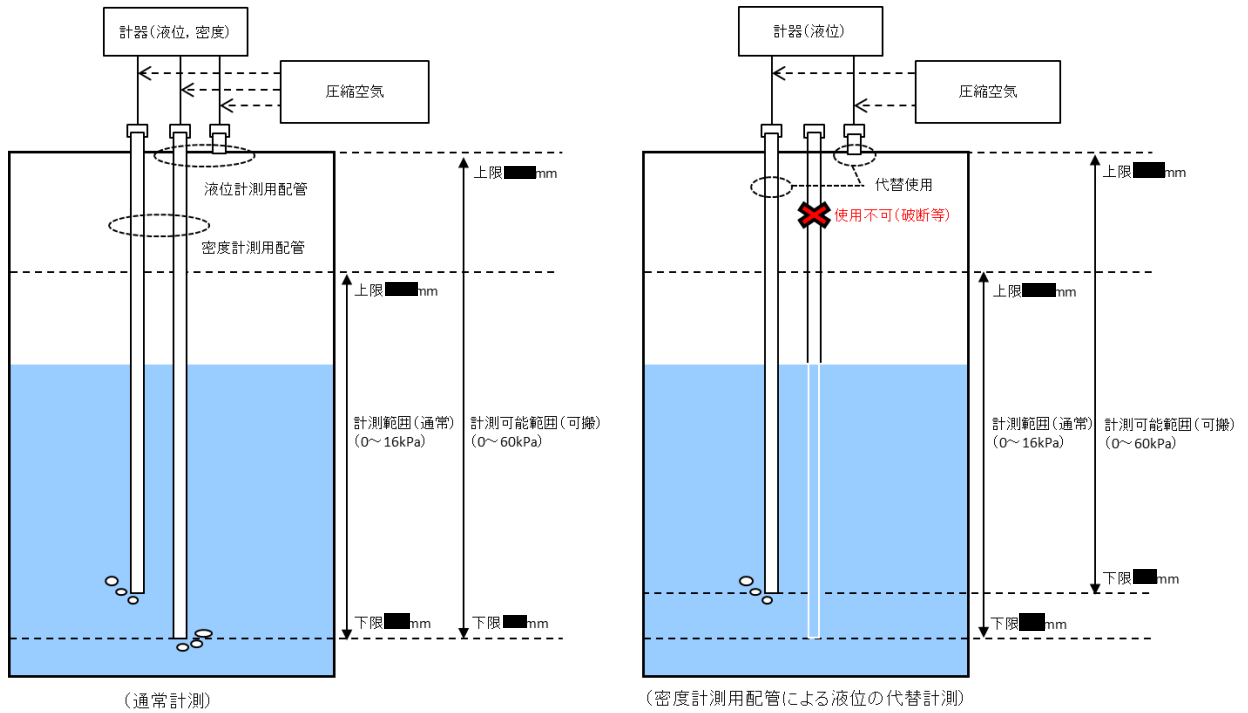 計器(液位, 密度)
圧縮空気
液位計測用配管
密度計測用配管
上限 mm
上限 mm
計測範囲(通常)
(0～16kPa)
計測可能範囲(可搬)
(0～60kPa)
下限 mm
下限 mm
(通常計測)
計器(液位)
圧縮空気
代替使用
使用不可(破断等)
上限 mm
上限 mm
計測範囲(通常)
(0～16kPa)
計測可能範囲(可搬)
(0～60kPa)
下限 mm
下限 mm
(密度計測用配管による液位の代替計測)